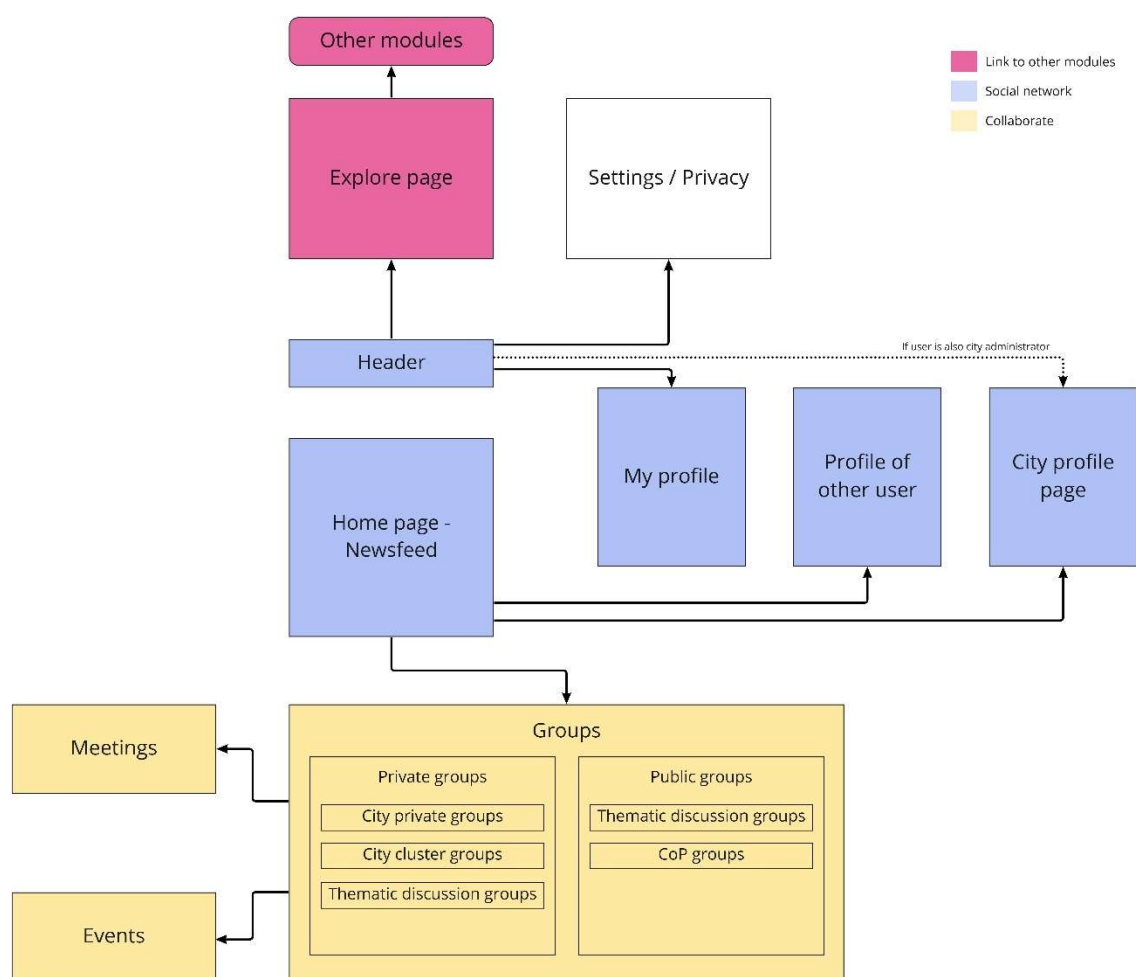 Other modules
Link to other modules
Social network
Collaborate
Explore page
Settings / Privacy
Header
If user is also city administrator
My profile
Profile of
other user
City profile
page
Home page -
Newsfeed
Groups
Meetings
Private groups
Public groups
City private groups
Thematic discussion groups
City cluster groups
CoP groups
Thematic discussion groups
Events